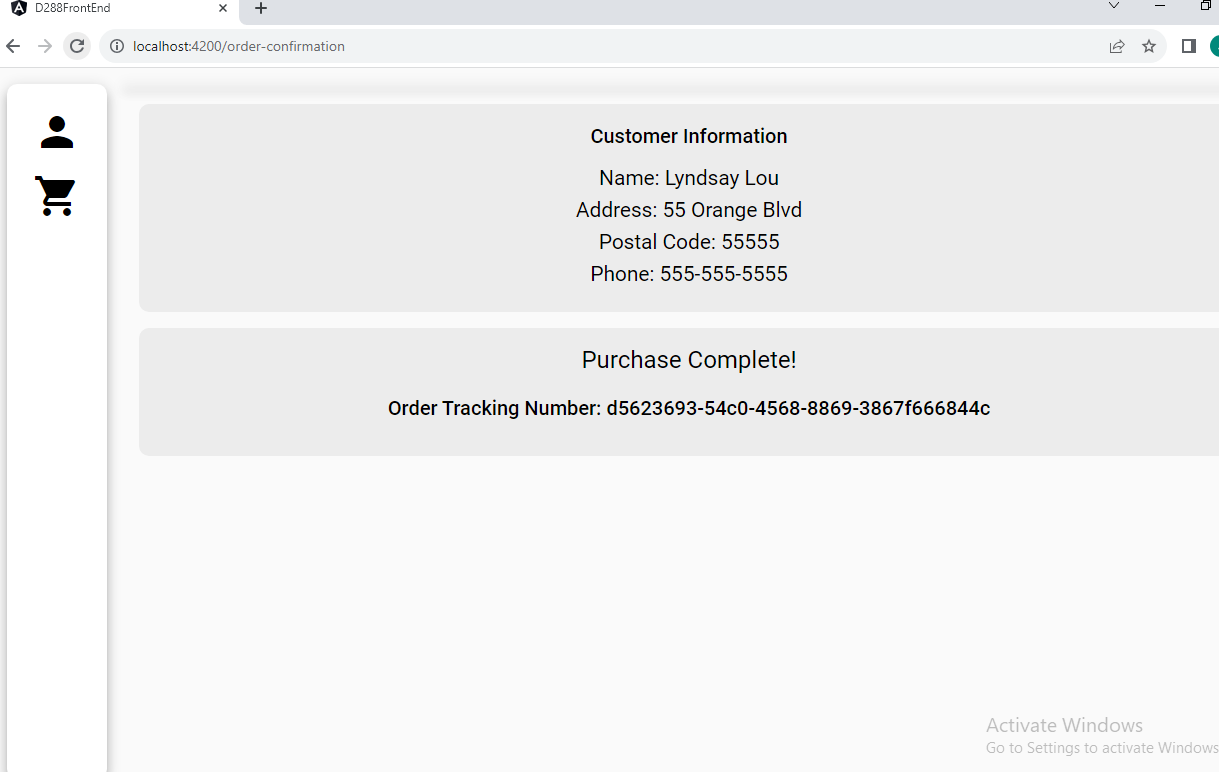 D288FrontEnd
localhost:4200/order-confirmation
Customer Information
Name: Lyndsay Lou
Address: 55 Orange Blvd
Postal Code: 55555
Phone: 555-555-5555
Purchase Complete!
Order Tracking Number: d5623693-54c0-4568-8869-3867f666844c
Activate Windows
Go to Settings to activate Windows